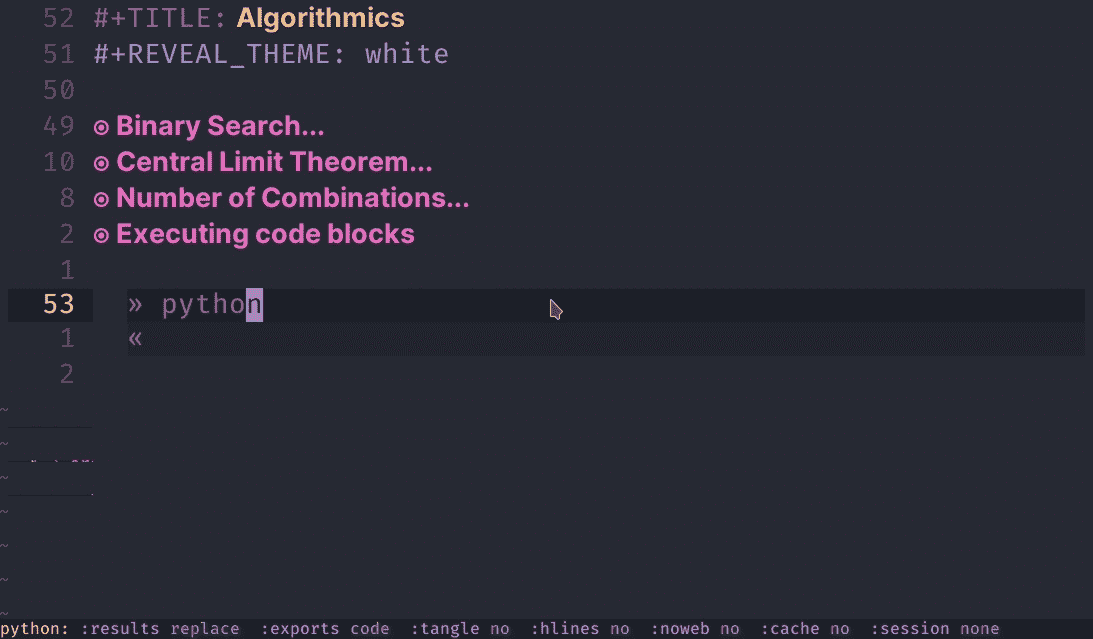 52 #+TITLE: Algorithmics
51 #+REVEAL_THEME: white
50
49 ⊙ Binary Search...
10 ⊙ Central Limit Theorem...
8 ⊙ Number of Combinations...
2 ⊙ Executing code blocks
1
53 » python
1 «
2
~
~
~
~
~
~
~
python: :results replace :exports code :tangle no :hlines no :noweb no :cache no :session none